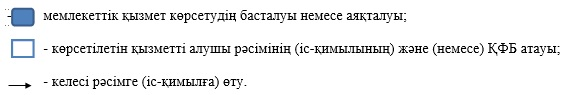 - мемлекеттік қызмет көрсетудің басталуы немесе аяқталуы;
- көрсетілетін қызметті алушы рәсімінің (іс-қимылының) және (немесе) ҚФБ атауы;
- келесі рәсімге (іс-қимылға) өту.